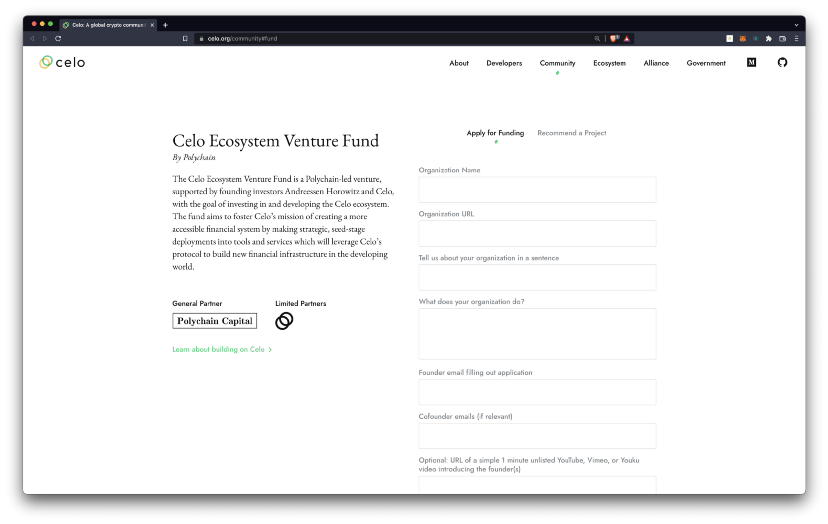 Celo: A global crypto commun
celo.org/community#fund
celo
About
Developers
Community
Ecosystem
Alliance
Government
M
Celo Ecosystem Venture Fund
By Polychain
The Celo Ecosystem Venture Fund is a Polychain-led venture,
supported by founding investors Andreessen Horowitz and Celo,
with the goal of investing in and developing the Celo ecosystem.
The fund aims to foster Celo's mission of creating a more
accessible financial system by making strategic, seed-stage
deployments into tools and services which will leverage Celo's
protocol to build new financial infrastructure in the developing
world.
General Partner
Limited Partners
Polychain Capital
Learn about building on Celo
Apply for Funding
Recommend a Project
Organization Name
Organization URL
Tell us about your organization in a sentence
What does your organization do?
Founder email filling out application
Cofounder emails (if relevant)
Optional: URL of a simple 1 minute unlisted YouTube, Vimeo, or Youku
video introducing the founder(s)